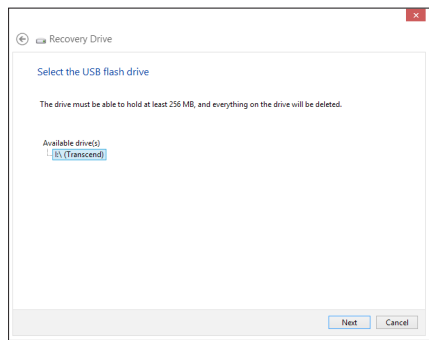 Recovery Drive
Select the USB flash drive
The drive must be able to hold at least 256 MB, and everything on the drive will be deleted.
Available drive(s)
I:\ (Transcend)
Next Cancel